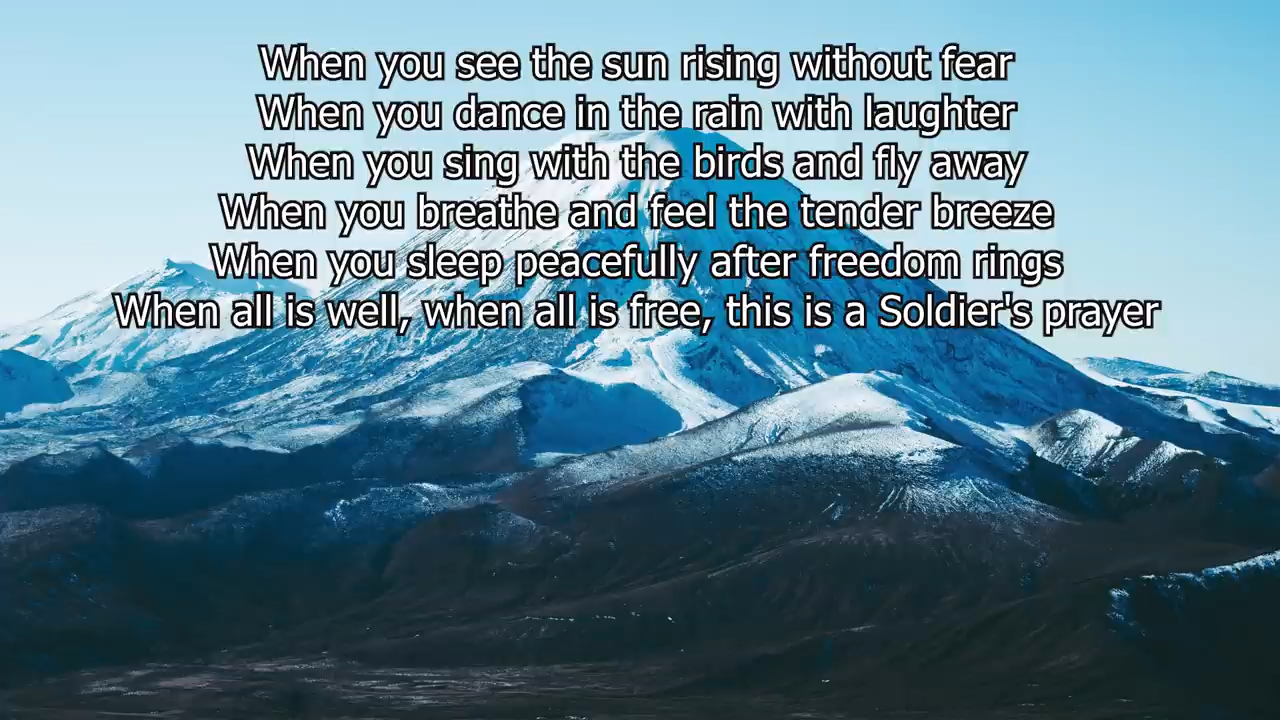 When you see the sun rising without fear
When you dance in the rain with laughter
When you sing with the birds and fly away
When you breathe and feel the tender breeze
When you sleep peacefully after freedom rings
When all is well, when all is free, this is a Soldier's prayer